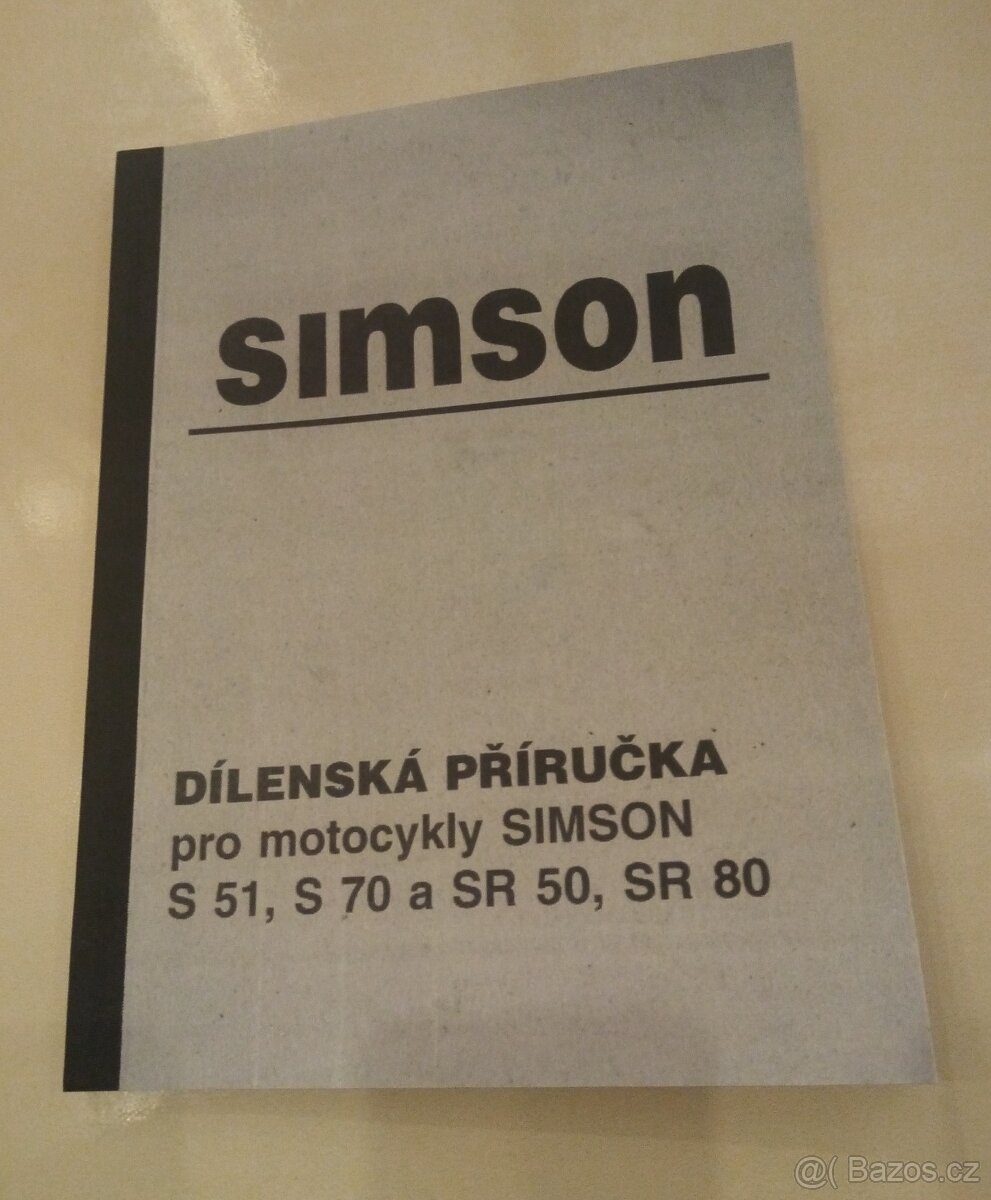 simson
DÍLENSKÁ PŘÍRUČKA
pro motocykly SIMSON
S 51, S 70 a SR 50, SR 80
@( Bazos.cz